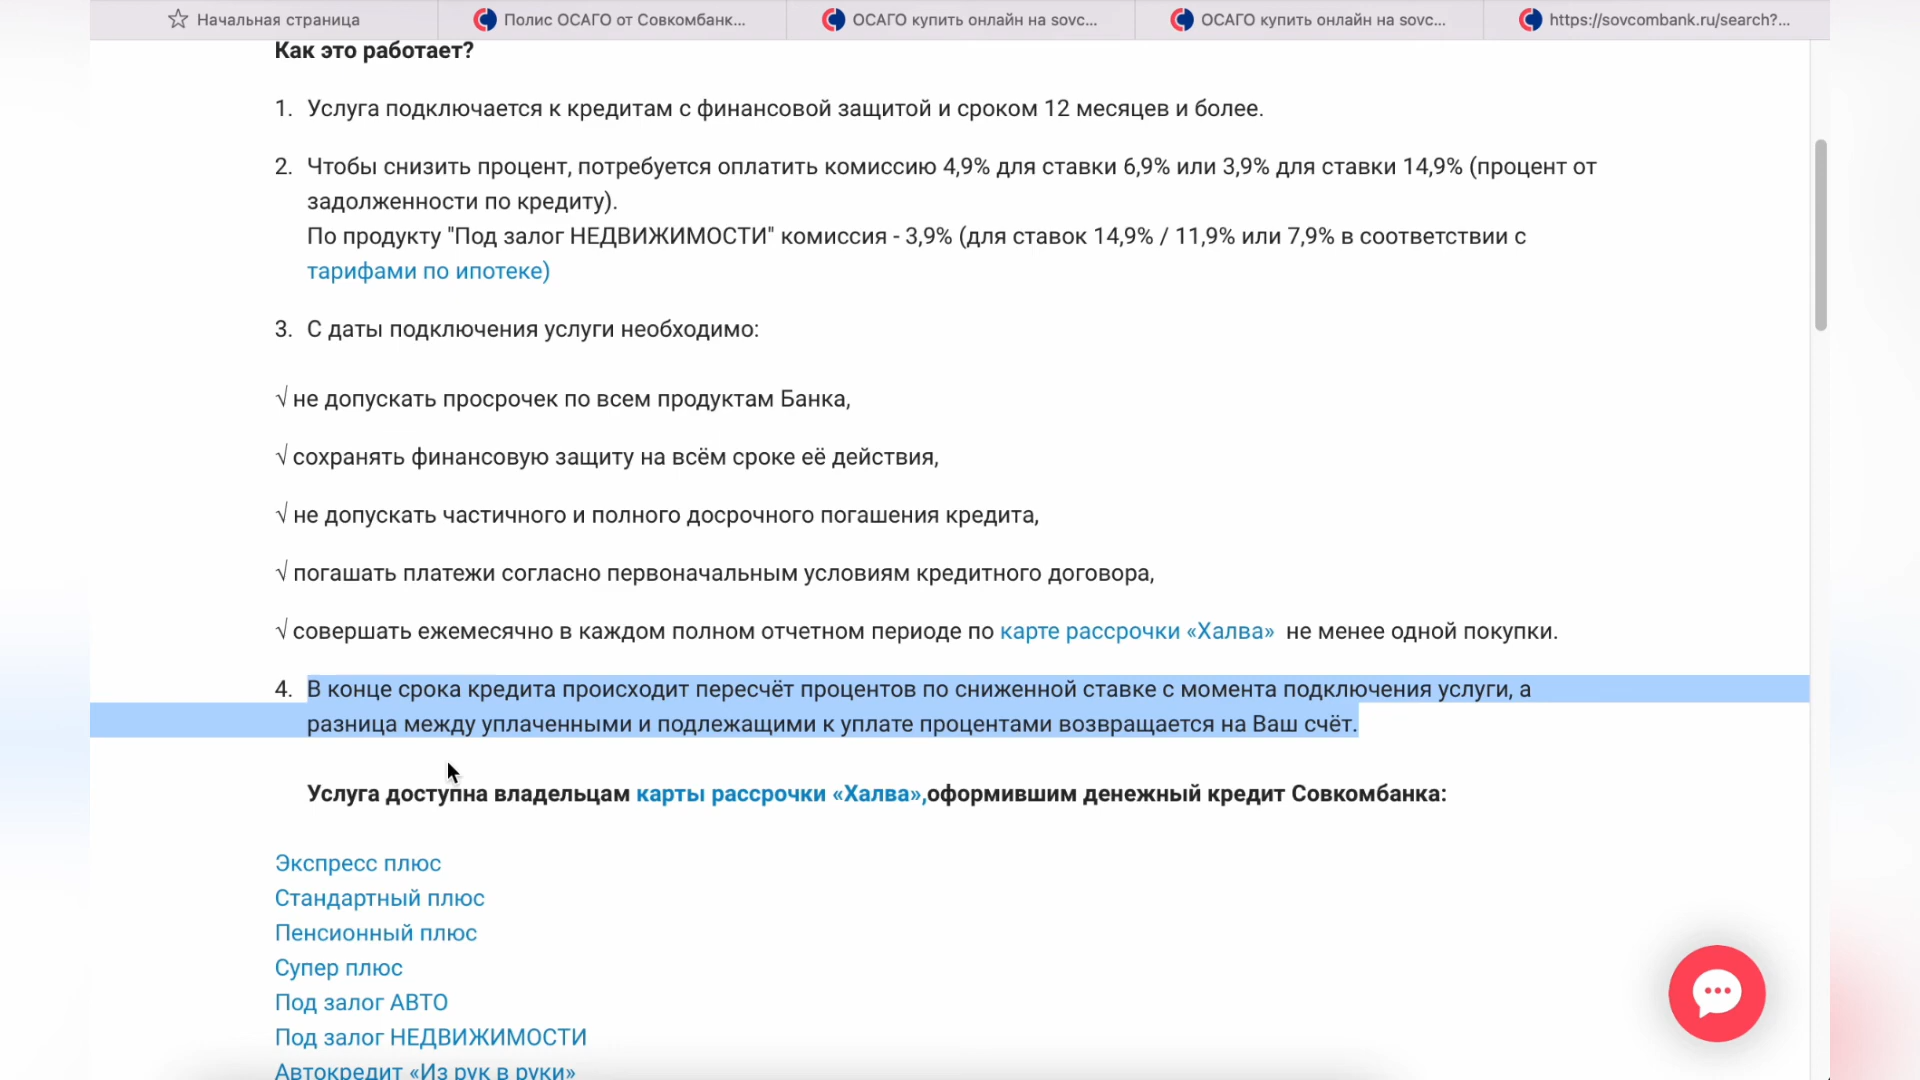 Начальная страница
Полис ОСАГО от Совкомбанк...
ОСАГО купить онлайн на sovc...
ОСАГО купить онлайн на sovc...
https://sovcombank.ru/search?...
Как это работает?
1. Услуга подключается к кредитам с финансовой защитой и сроком 12 месяцев и более.
2. Чтобы снизить процент, потребуется оплатить комиссию 4,9% для ставки 6,9% или 3,9% для ставки 14,9% (процент от
задолженности по кредиту).
По продукту "Под залог НЕДВИЖИМОСТИ" комиссия - 3,9% (для ставок 14,9% / 11,9% или 7,9% в соответствии с
тарифами по ипотеке)
3. С даты подключения услуги необходимо:
√ не допускать просрочек по всем продуктам Банка,
√ сохранять финансовую защиту на всём сроке её действия,
√ не допускать частичного и полного досрочного погашения кредита,
√ погашать платежи согласно первоначальным условиям кредитного договора,
√ совершать ежемесячно в каждом полном отчетном периоде по карте рассрочки «Халва» не менее одной покупки.
4. В конце срока кредита происходит пересчёт процентов по сниженной ставке с момента подключения услуги, а
разница между уплаченными и подлежащими к уплате процентами возвращается на Ваш счёт.
Услуга доступна владельцам карты рассрочки «Халва»,оформившим денежный кредит Совкомбанка:
Экспресс плюс
Стандартный плюс
Пенсионный плюс
Супер плюс
Под залог АВТО
Под залог НЕДВИЖИМОСТИ
Автокредит «Из рук в руки»